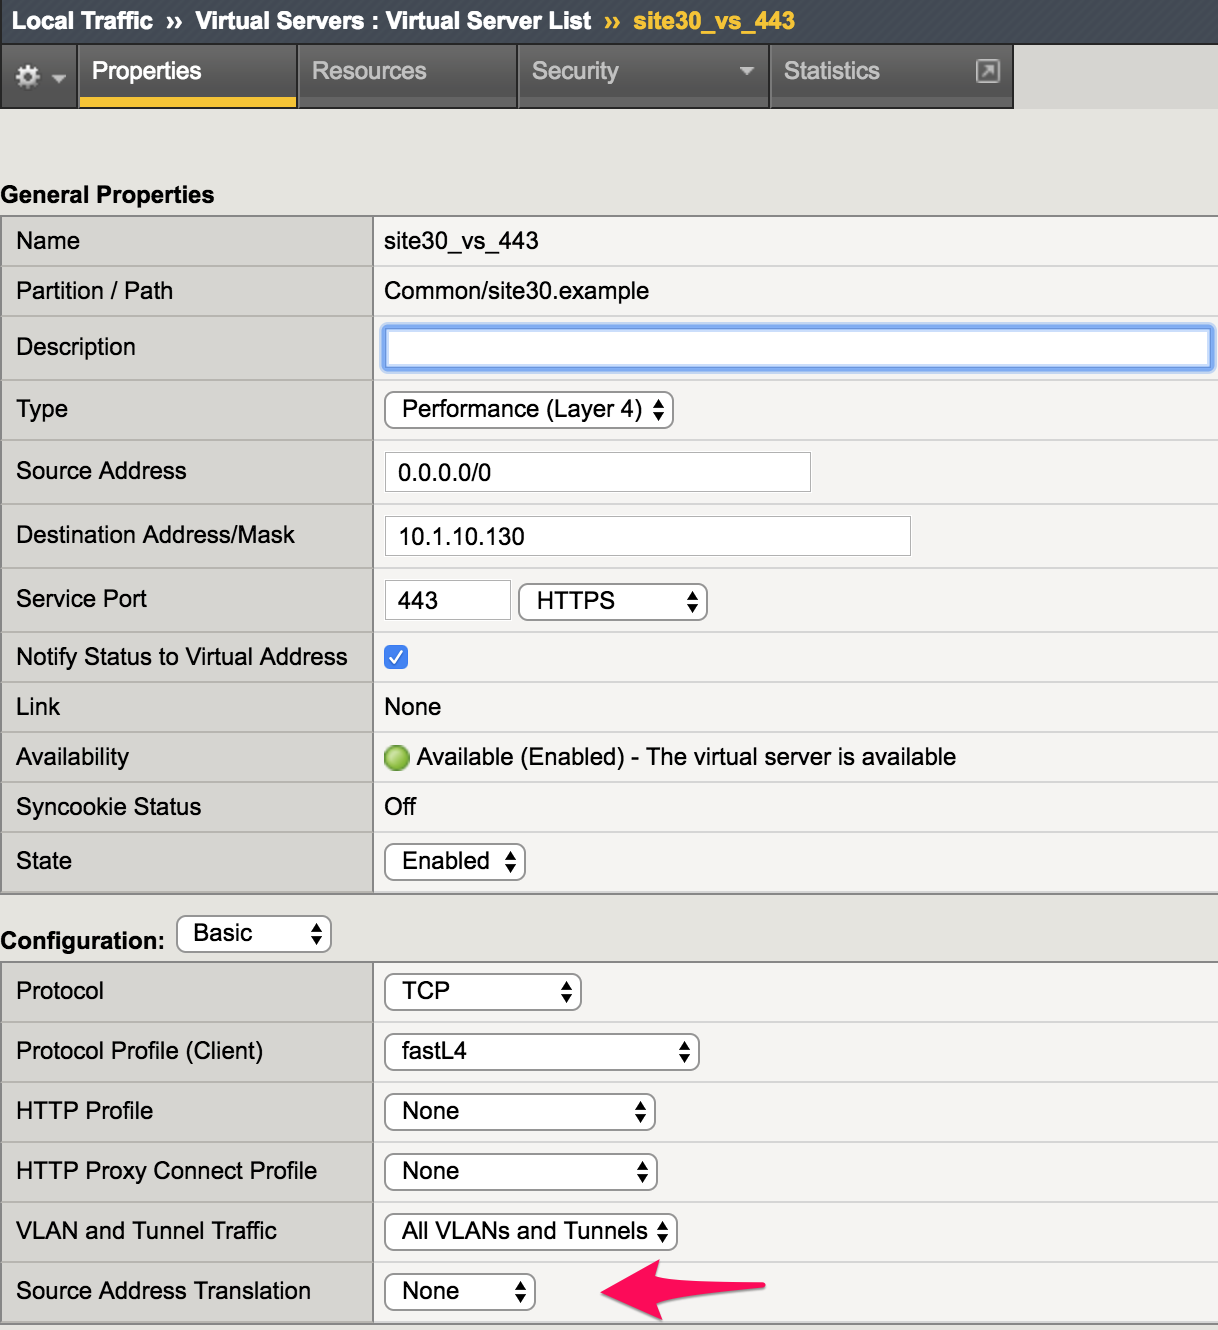 Local Traffic ›› Virtual Servers : Virtual Server List ›› site30_vs_443
Properties
Resources
Security
Statistics
General Properties
Name site30_vs_443
Partition / Path Common/site30.example
Description
Type Performance (Layer 4)
Source Address 0.0.0.0/0
Destination Address/Mask 10.1.10.130
Service Port 443 HTTPS
Notify Status to Virtual Address
Link None
Availability Available (Enabled) - The virtual server is available
Syncookie Status Off
State Enabled
Configuration: Basic
Protocol TCP
Protocol Profile (Client) fastL4
HTTP Profile None
HTTP Proxy Connect Profile None
VLAN and Tunnel Traffic All VLANs and Tunnels
Source Address Translation None